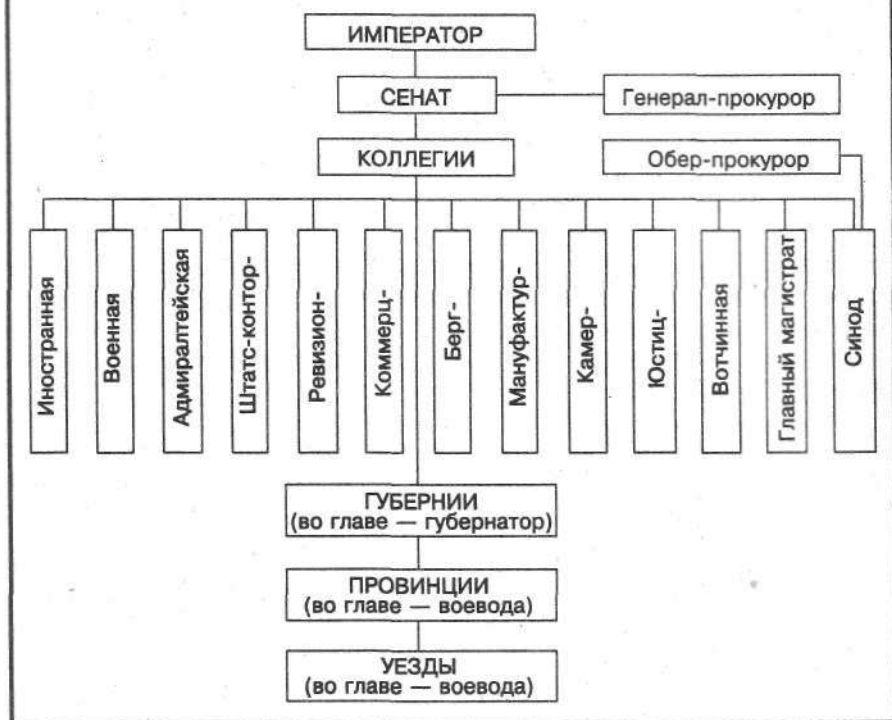 ИМПЕРАТОР
СЕНАТ
Генерал-прокурор
КОЛЛЕГИИ
Обер-прокурор
Иностранная
Военная
Адмиралтейская
Штатс-контор-
Ревизион-
Коммерц-
Берг-
Мануфактур-
Камер-
Юстиц-
Вотчинная
Главный магистрат
Синод
ГУБЕРНИИ
(во главе — губернатор)
ПРОВИНЦИИ
(во главе — воевода)
УЕЗДЫ
(во главе — воевода)